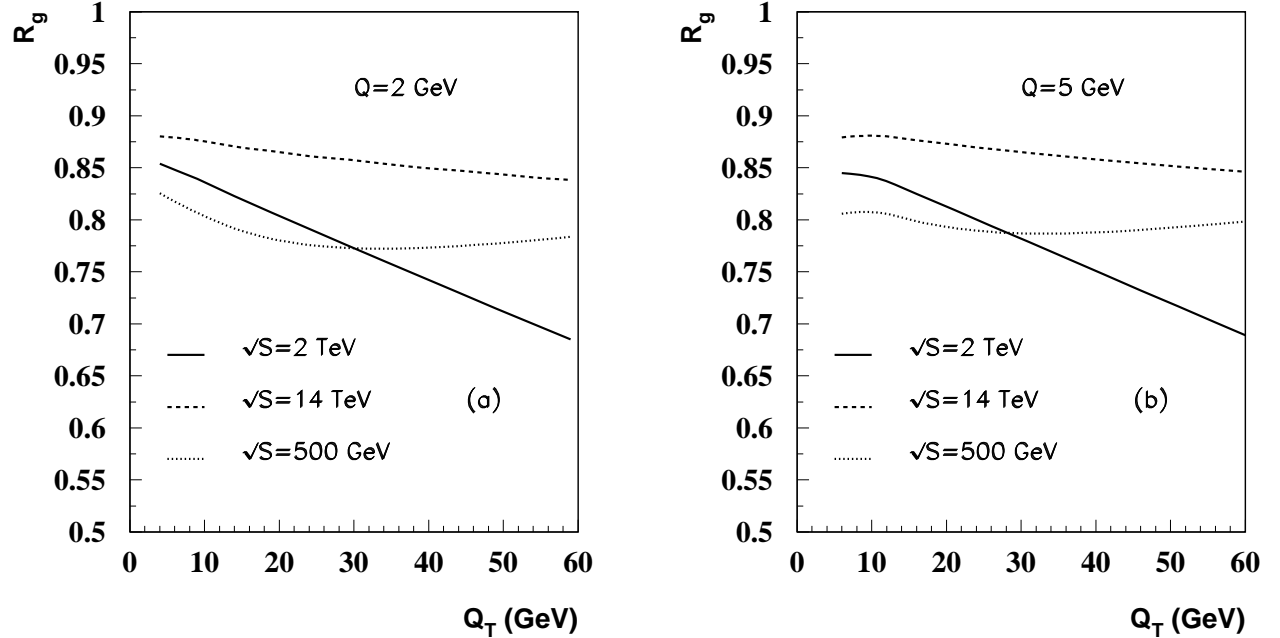 R_g
1
0.95
0.9
0.85
0.8
0.75
0.7
0.65
0.6
0.55
0.5
Q=2 GeV
√S=2 TeV
√S=14 TeV
√S=500 GeV
(a)
0 10 20 30 40 50 60
Q_T (GeV)
R_g
1
0.95
0.9
0.85
0.8
0.75
0.7
0.65
0.6
0.55
0.5
Q=5 GeV
√S=2 TeV
√S=14 TeV
√S=500 GeV
(b)
0 10 20 30 40 50 60
Q_T (GeV)